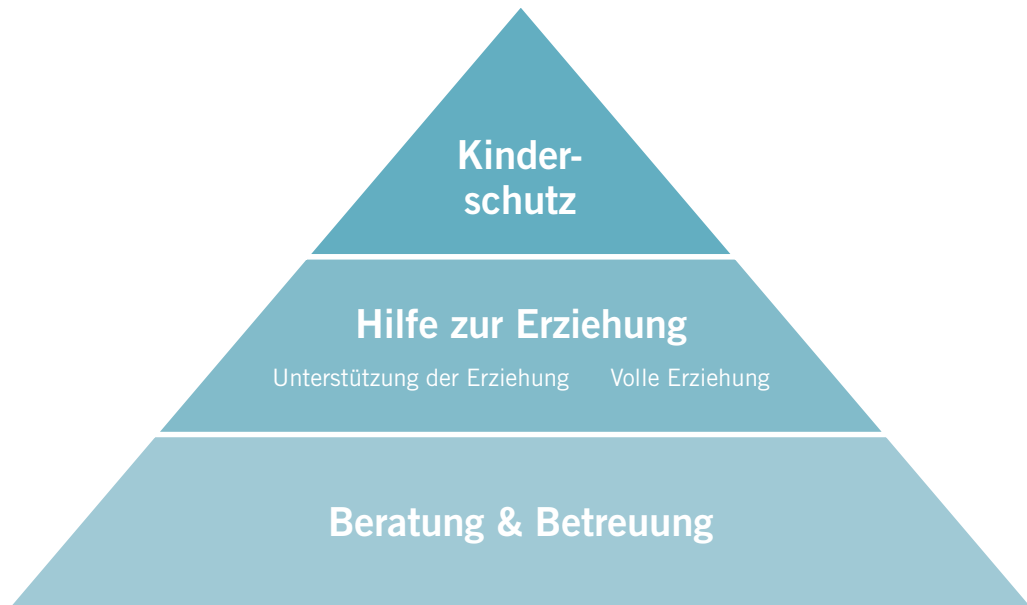 Kinder-
schutz
Hilfe zur Erziehung
Unterstützung der Erziehung Volle Erziehung
Beratung & Betreuung